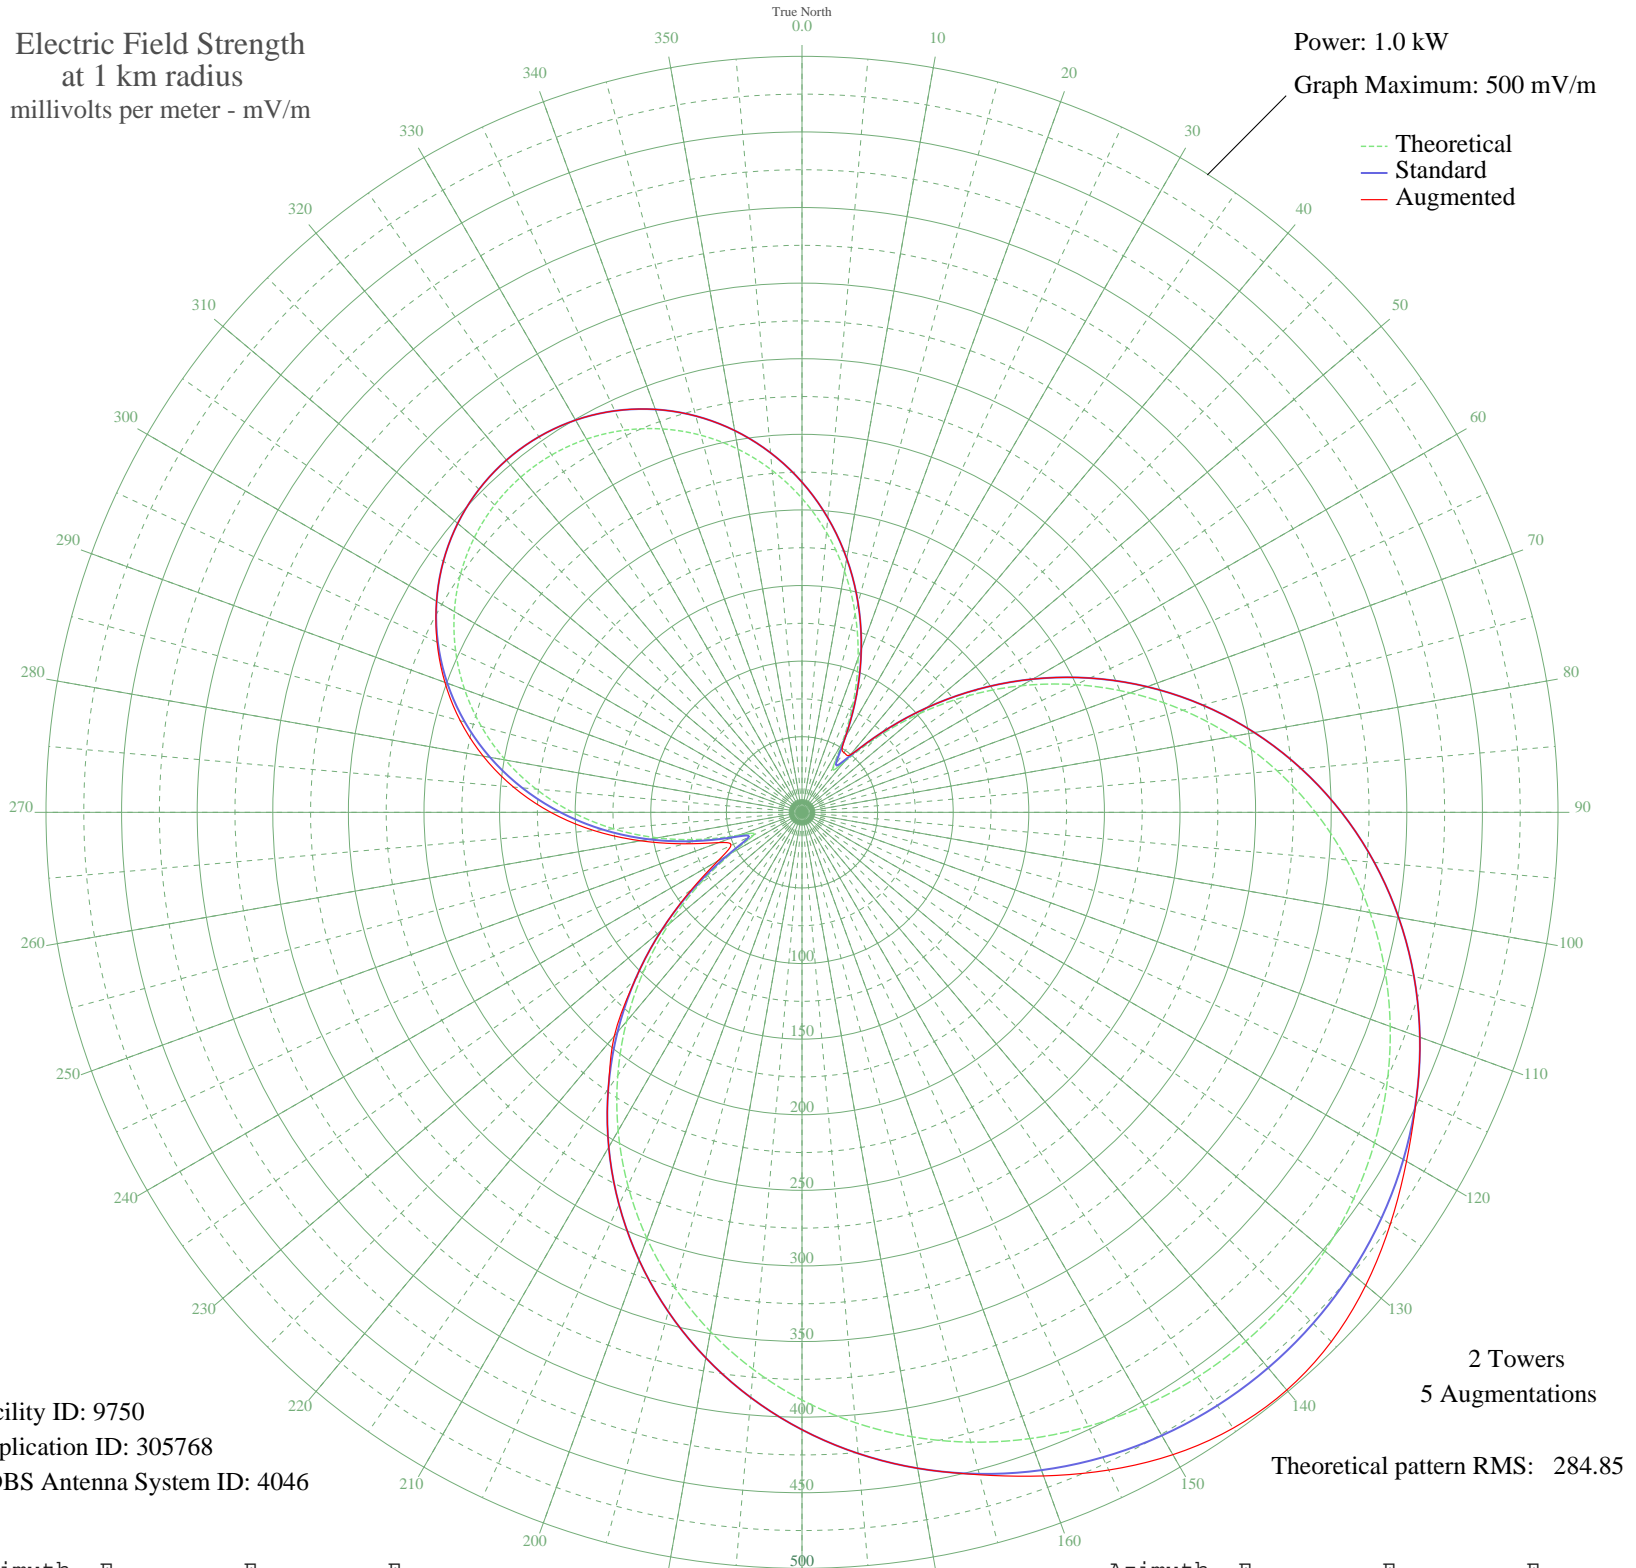 True North
Electric Field Strength
at 1 km radius
millivolts per meter - mV/m
Power: 1.0 kW
Graph Maximum: 500 mV/m
Theoretical
Standard
Augmented
0.0
10
20
30
40
50
60
70
80
90
100
110
120
130
140
150
160
200
210
220
230
240
250
260
270
280
290
300
310
320
330
340
350
100
150
200
250
300
350
400
450
500
2 Towers
5 Augmentations
Theoretical pattern RMS: 284.85
cility ID: 9750
plication ID: 305768
DBS Antenna System ID: 4046